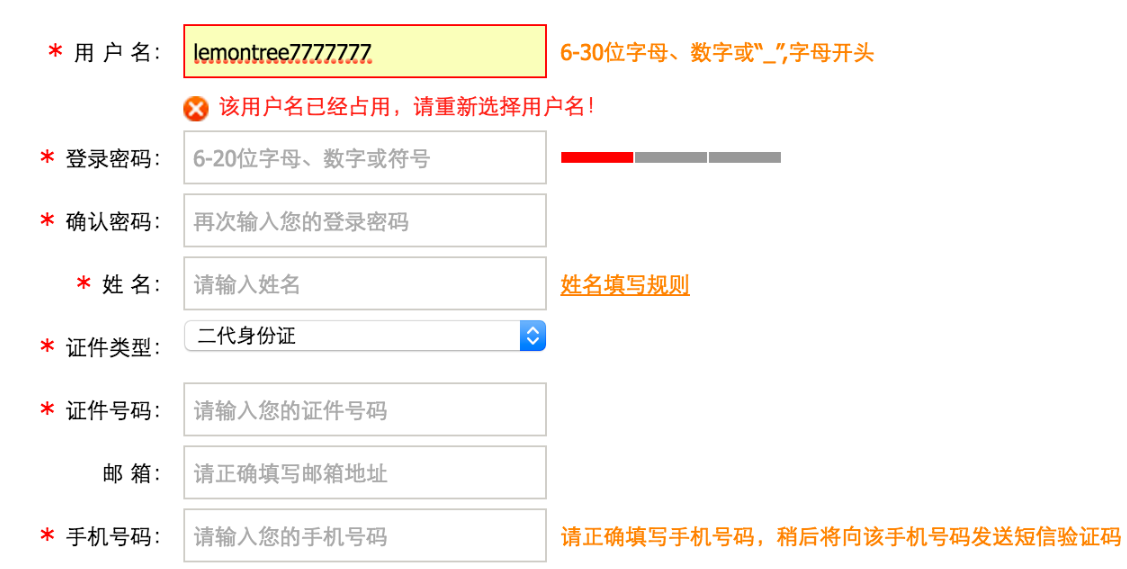 * 用 户 名： lemontree7777777 6-30位字母、数字或“_”,字母开头
该用户名已经占用，请重新选择用户名！
* 登录密码： 6-20位字母、数字或符号
* 确认密码： 再次输入您的登录密码
* 姓 名： 请输入姓名 姓名填写规则
* 证件类型： 二代身份证
* 证件号码： 请输入您的证件号码
邮 箱： 请正确填写邮箱地址
* 手机号码： 请输入您的手机号码 请正确填写手机号码，稍后将向该手机号码发送短信验证码